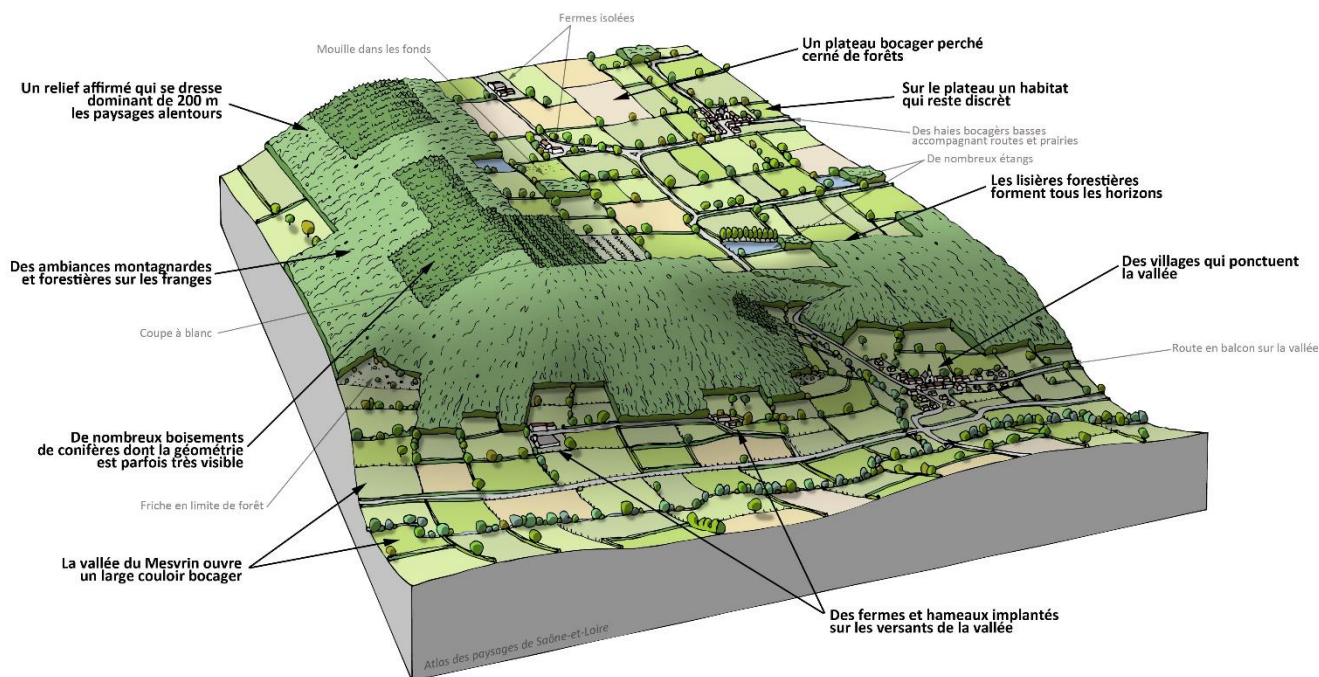 Fermes isolées
Mouille dans les fonds
Un plateau bocager perché
cerné de forêts
Un relief affirmé qui se dresse
dominant de 200 m
les paysages alentours
Sur le plateau un habitat
qui reste discrèt
Des haies bocagèrs basses
accompagnant routes et prairies
De nombreux étangs
Les lisières forestières
forment tous les horizons
Des ambiances montagnardes
et forestières sur les franges
Des villages qui ponctuent
la vallée
Coupe à blanc
Route en balcon sur la vallée
De nombreux boisements
de conifères dont la géométrie
est parfois très visible
Friche en limite de forêt
La vallée du Mesvrin ouvre
un large couloir bocager
Des fermes et hameaux implantés
sur les versants de la vallée
Atlas des paysages de Saône-et-Loire